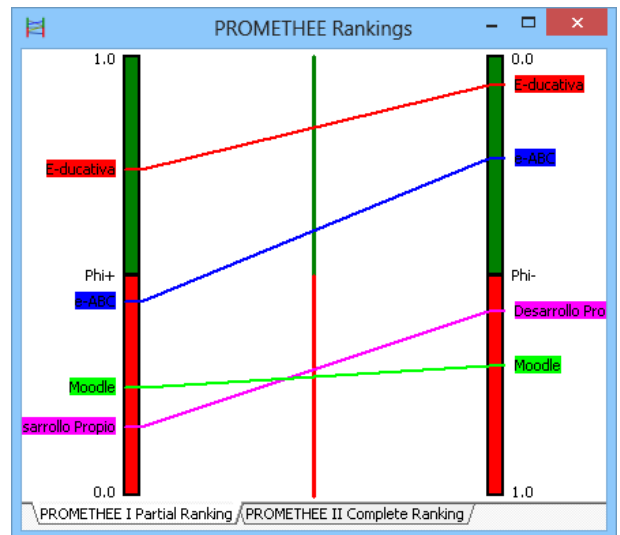 PROMETHEE Rankings
1.0
0.0
E-ducativa
E-ducativa
e-ABC
Phi+
Phi-
e-ABC
Desarrollo Pro
Moodle
Moodle
sarrollo Propio
0.0
1.0
PROMETHEE I Partial Ranking
PROMETHEE II Complete Ranking